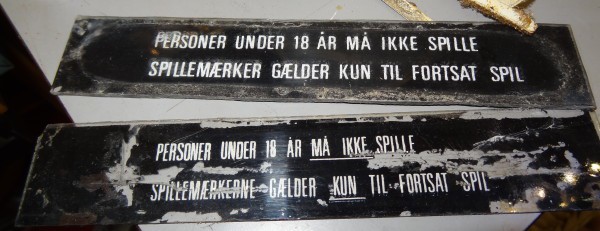 PERSONER UNDER 18 ÅR MÅ IKKE SPILLE
SPILLEMÆRKER GÆLDER KUN TIL FORTSAT SPIL
PERSONER UNDER 18 ÅR MÅ IKKE SPILLE
SPILLEMÆRKERNE GÆLDER KUN TIL FORTSAT SPIL